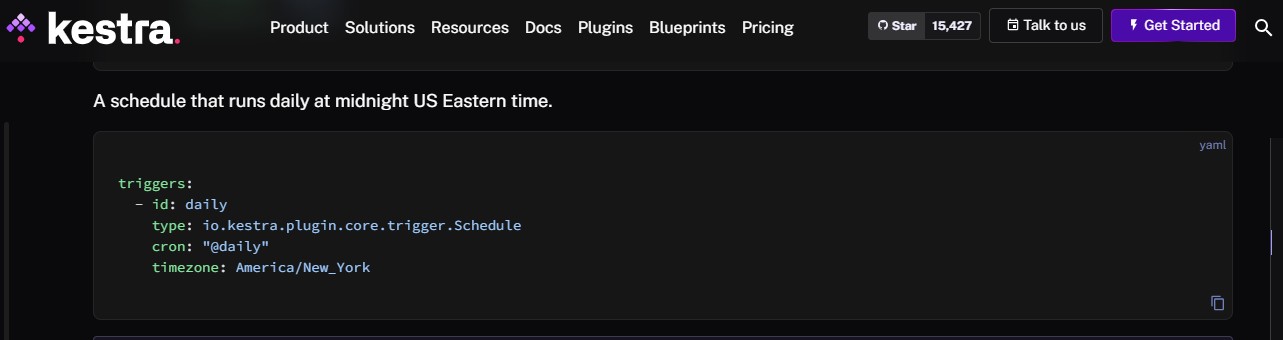 kestra. Product Solutions Resources Docs Plugins Blueprints Pricing Star 15,427 Talk to us Get Started
A schedule that runs daily at midnight US Eastern time.
yaml
triggers:
  - id: daily
    type: io.kestra.plugin.core.trigger.Schedule
    cron: "@daily"
    timezone: America/New_York